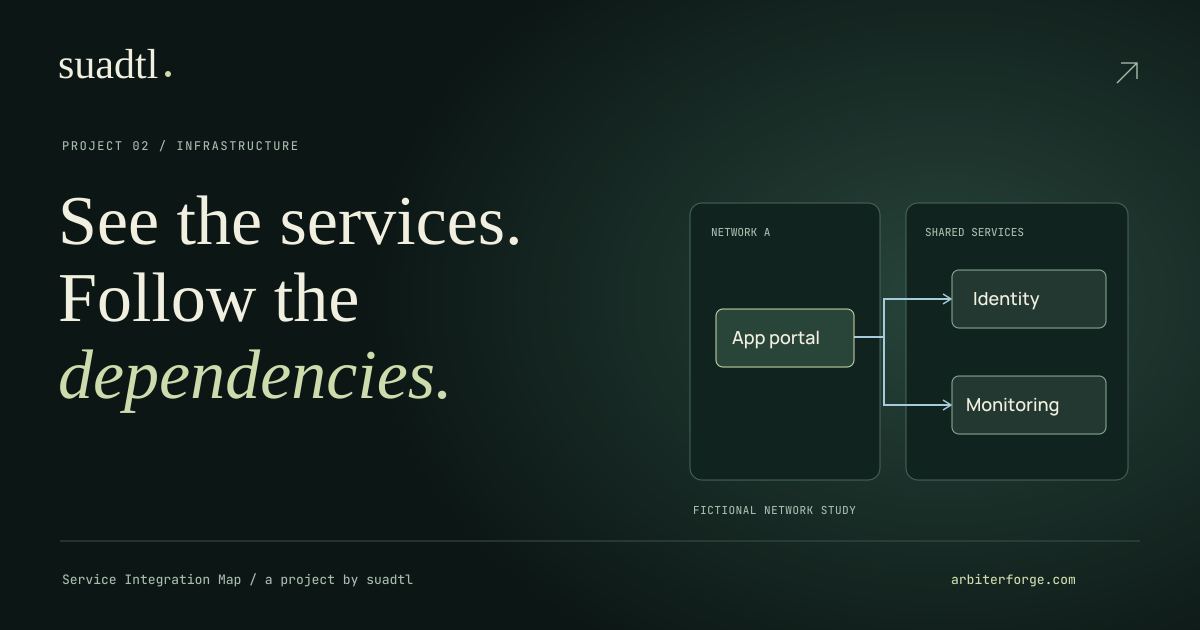 suadtl.
PROJECT 02 / INFRASTRUCTURE
See the services.
Follow the
dependencies.
NETWORK A
App portal
SHARED SERVICES
Identity
Monitoring
FICTIONAL NETWORK STUDY
Service Integration Map / a project by suadtl
arbiterforge.com